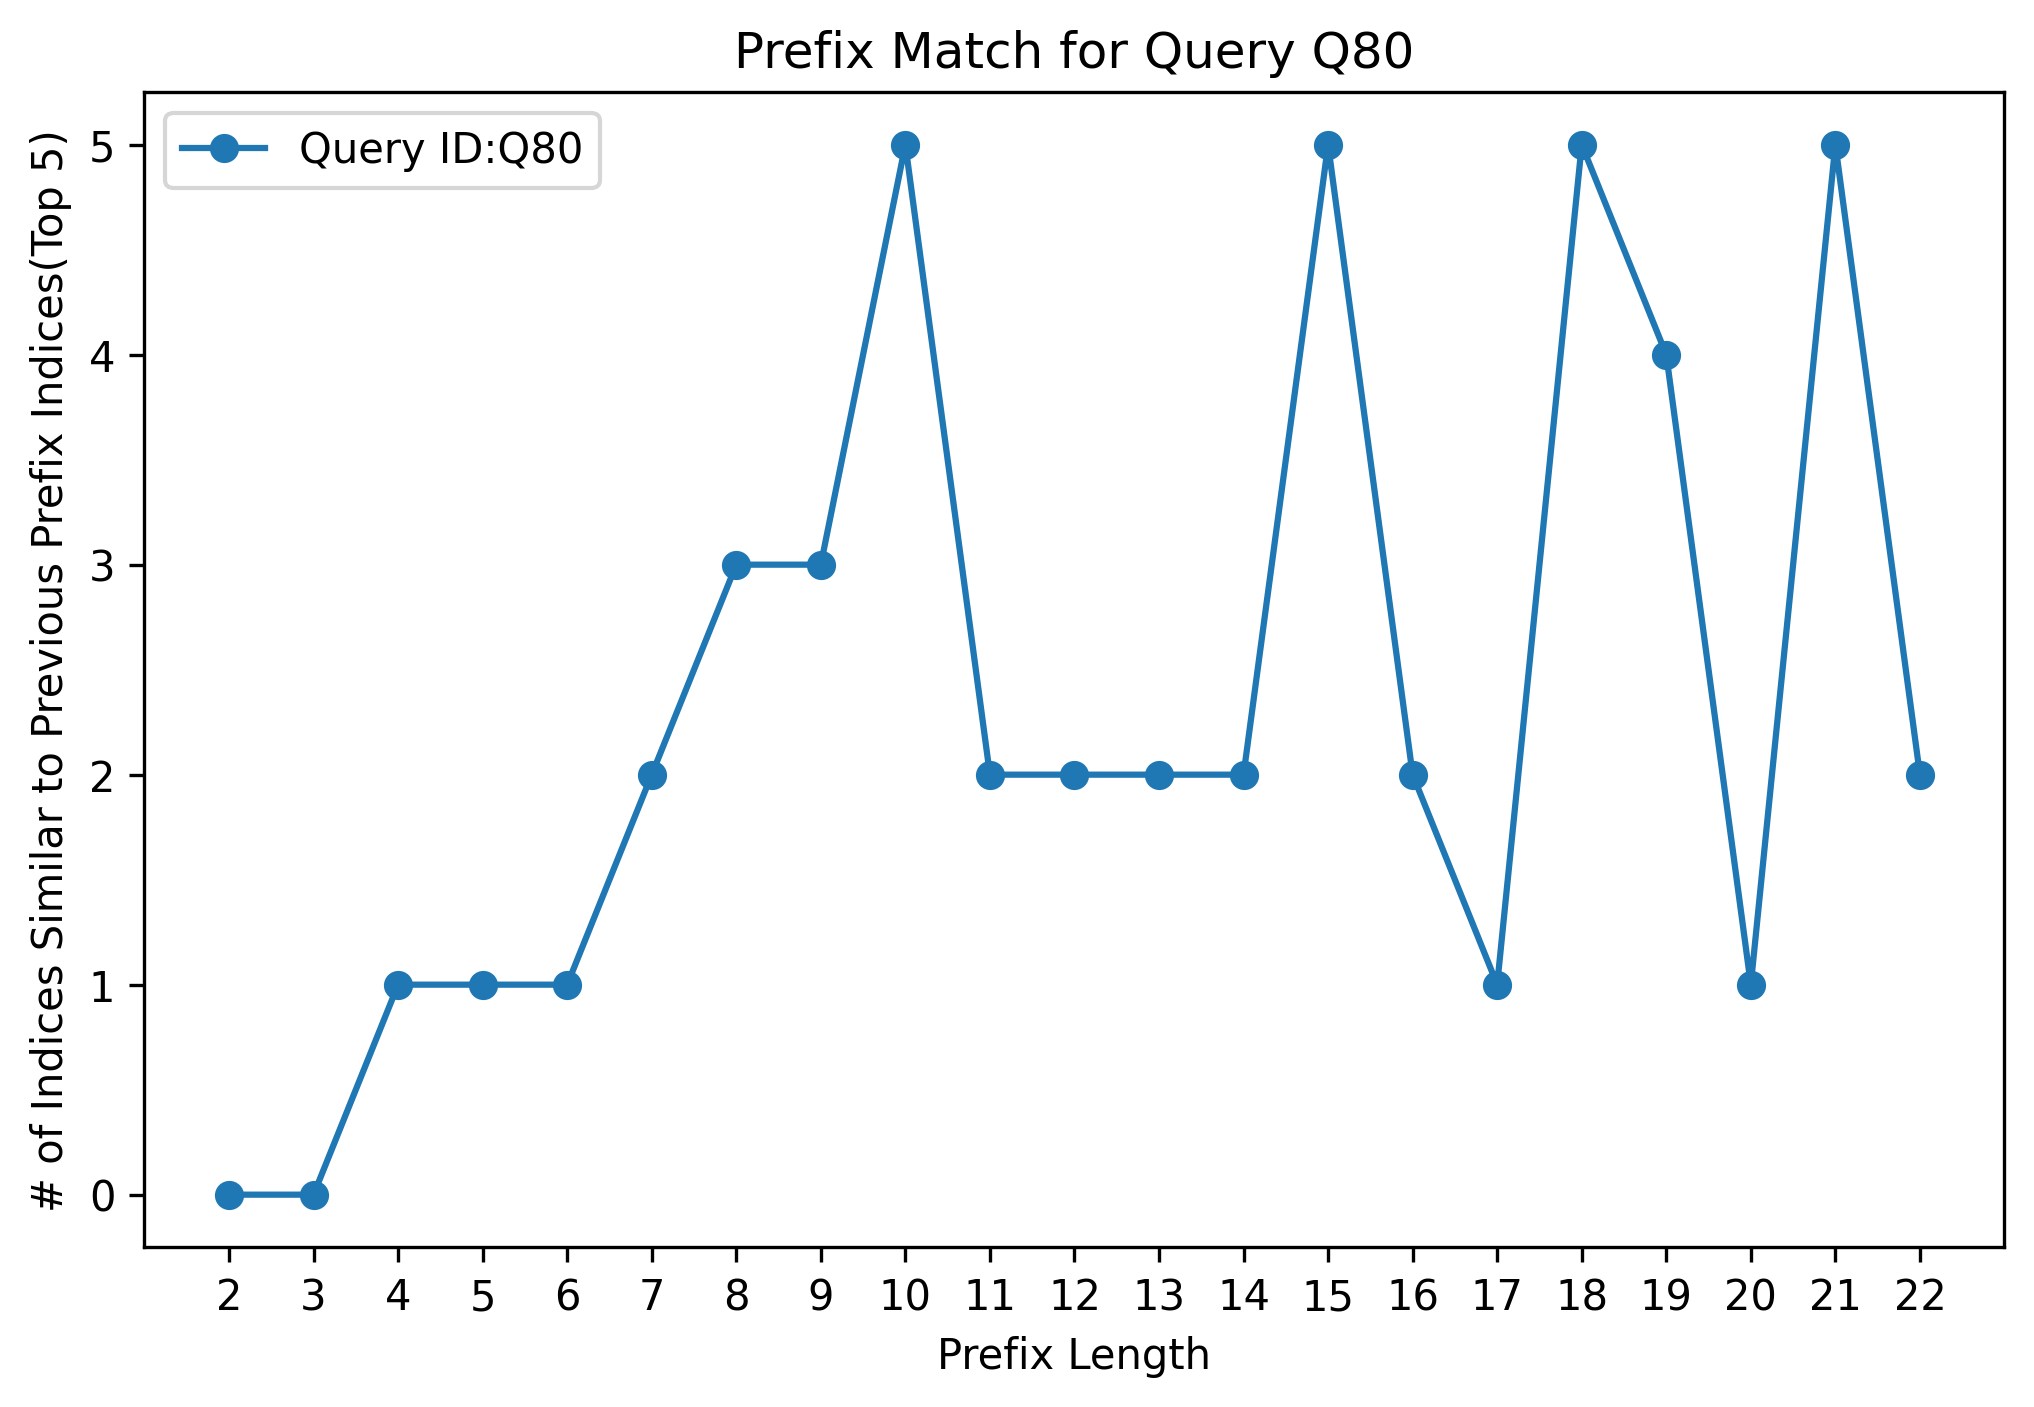 Prefix Match for Query Q80
Query ID:Q80
# of Indices Similar to Previous Prefix Indices(Top 5)
5
4
3
2
1
0
2 3 4 5 6 7 8 9 10 11 12 13 14 15 16 17 18 19 20 21 22
Prefix Length